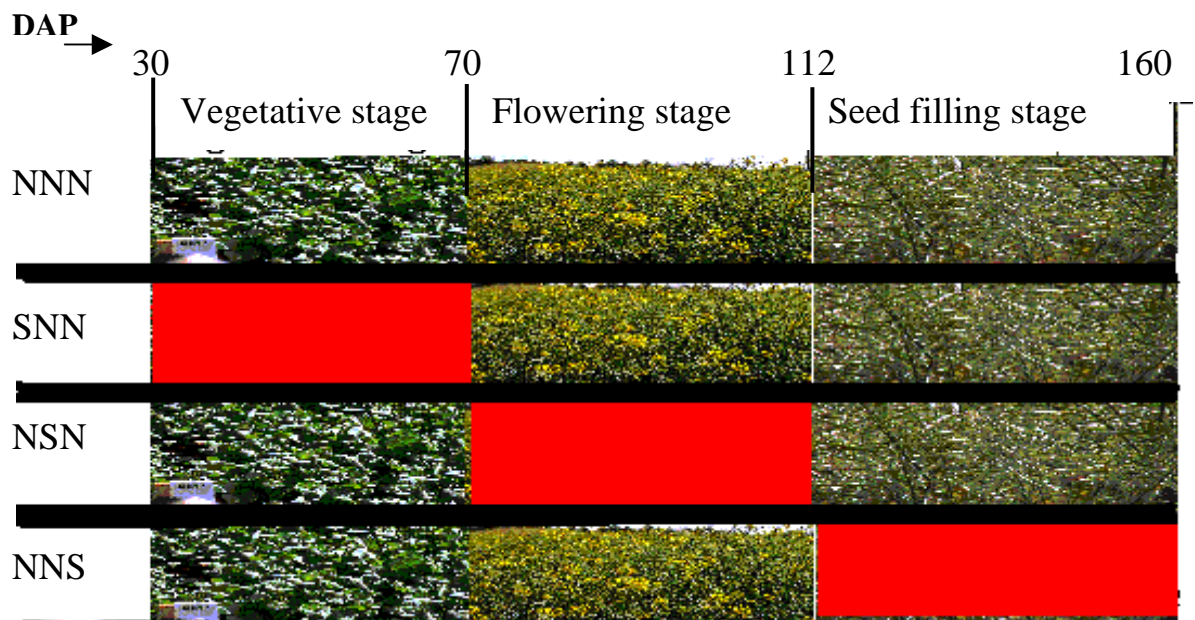 DAP
30 70 112 160
Vegetative stage Flowering stage Seed filling stage
NNN
SNN
NSN
NNS